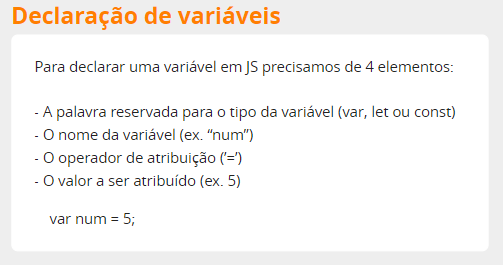 Declaração de variáveis
Para declarar uma variável em JS precisamos de 4 elementos:
- A palavra reservada para o tipo da variável (var, let ou const)
- O nome da variável (ex. “num”)
- O operador de atribuição (’=’)
- O valor a ser atribuído (ex. 5)
var num = 5;